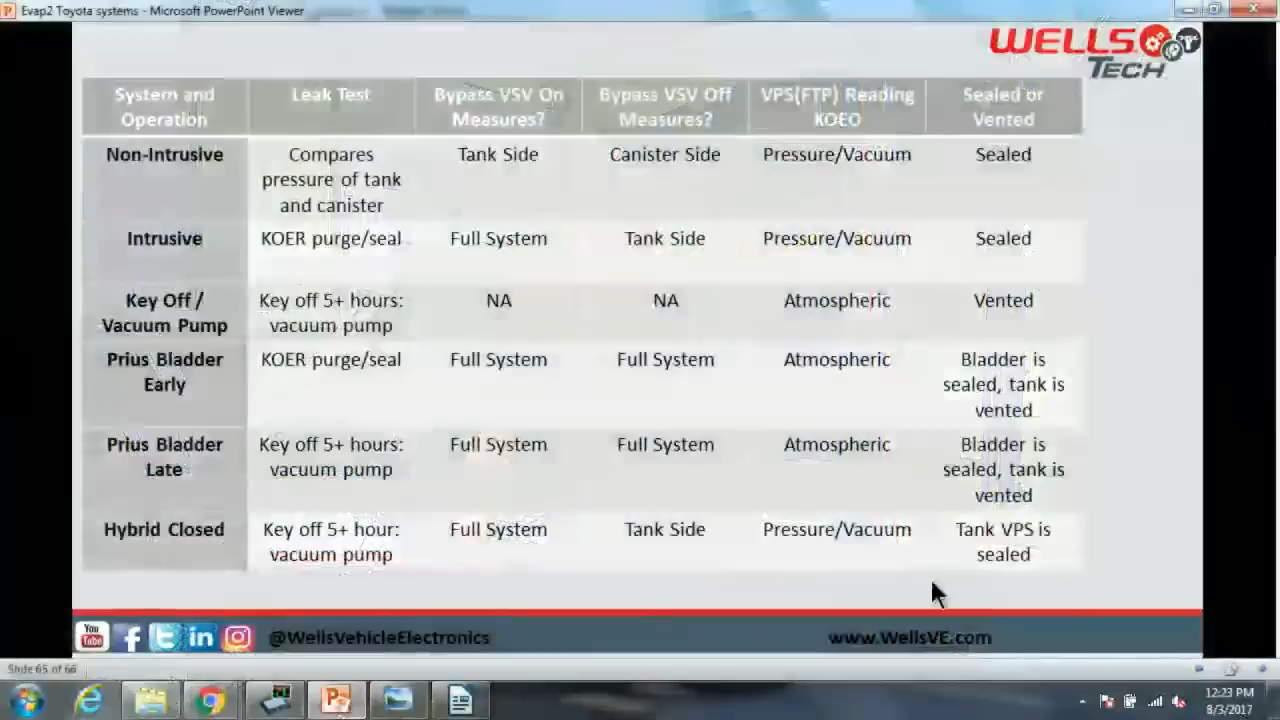 Evap2 Toyota systems - Microsoft PowerPoint Viewer
WELLS
TECH
System and Operation
Leak Test
Bypass VSV On Measures?
Bypass VSV Off Measures?
VPS(FTP) Reading KOEO
Sealed or Vented
Non-Intrusive
Compares
pressure of tank
and canister
Tank Side
Canister Side
Pressure/Vacuum
Sealed
Intrusive
KOER purge/seal
Full System
Tank Side
Pressure/Vacuum
Sealed
Key Off /
Vacuum Pump
Key off 5+ hours:
vacuum pump
NA
NA
Atmospheric
Vented
Prius Bladder
Early
KOER purge/seal
Full System
Full System
Atmospheric
Bladder is
sealed, tank is
vented
Prius Bladder
Late
Key off 5+ hours:
vacuum pump
Full System
Full System
Atmospheric
Bladder is
sealed, tank is
vented
Hybrid Closed
Key off 5+ hour:
vacuum pump
Full System
Tank Side
Pressure/Vacuum
Tank VPS is
sealed
You
Tube
@WellsVehicleElectronics
www.WellsVE.com
Slide 65 of 66
12:23 PM
8/3/2017